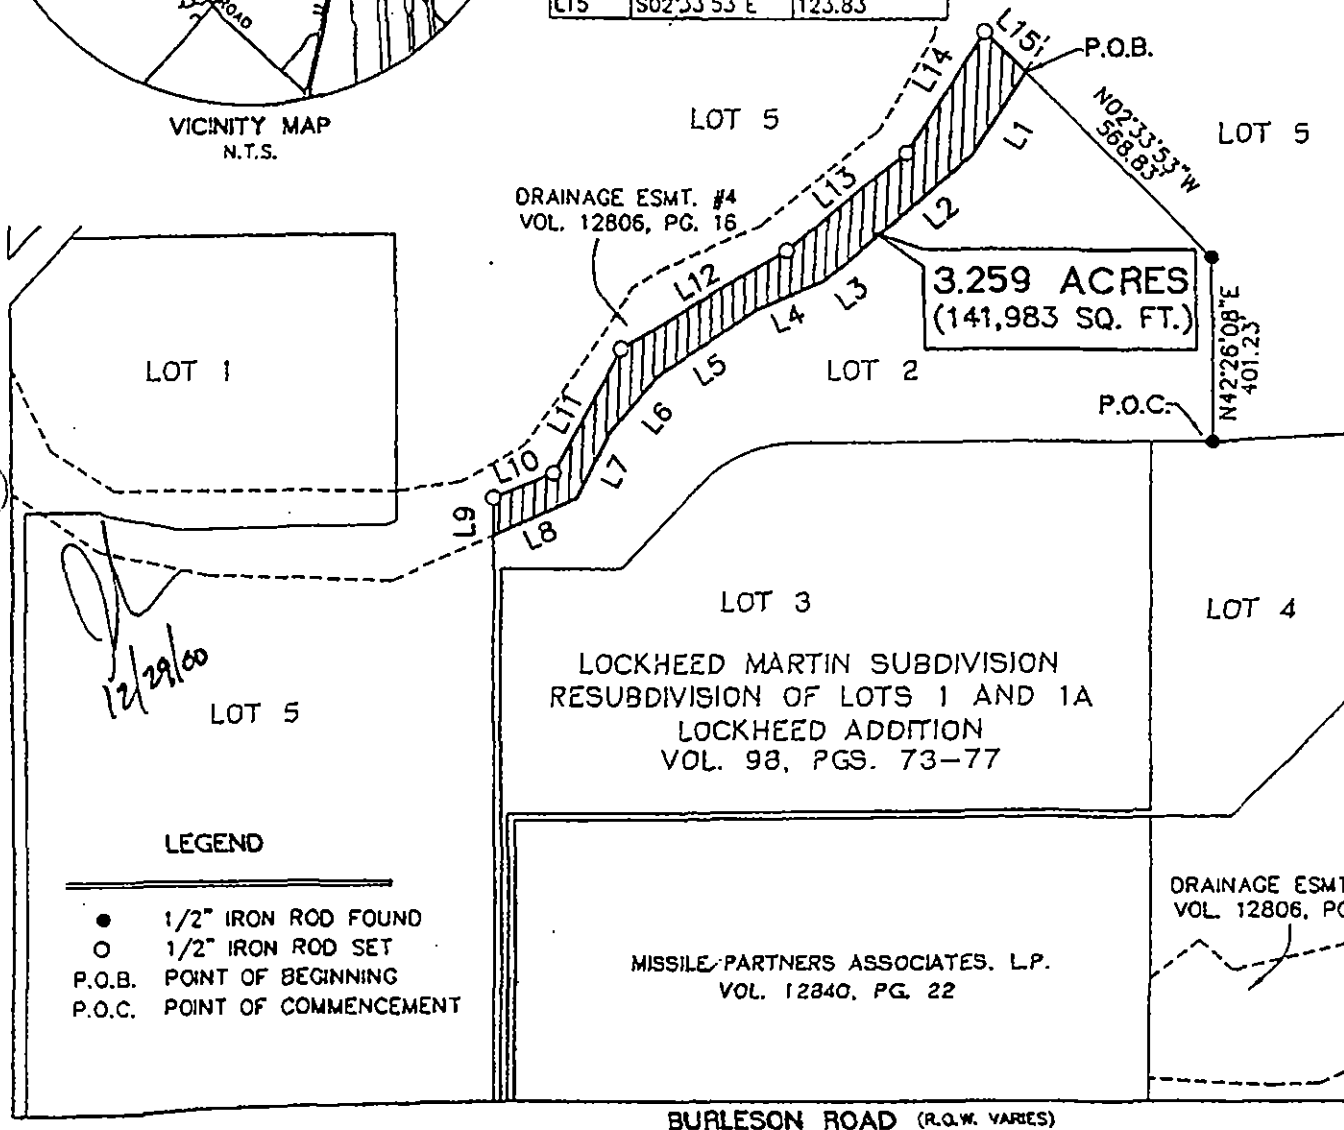 ROAD
VICINITY MAP
N.T.S.
L15 S02°33'53"E 123.83'
L15
P.O.B.
L14
LOT 5
N02°33'53"W
568.83'
LOT 5
L1
DRAINAGE ESMT. #4
VOL. 12806, PG. 16
L13
L2
L12
L3
3.259 ACRES
(141,983 SQ. FT.)
L4
N42°26'08"E
401.23'
LOT 1
L5
LOT 2
L11
L6
P.O.C.
L10
L7
L9
L8
LOT 3
LOT 4
12/29/00
LOT 5
LOCKHEED MARTIN SUBDIVISION
RESUBDIVISION OF LOTS 1 AND 1A
LOCKHEED ADDITION
VOL. 98, PGS. 73-77
LEGEND
● 1/2" IRON ROD FOUND
○ 1/2" IRON ROD SET
P.O.B. POINT OF BEGINNING
P.O.C. POINT OF COMMENCEMENT
DRAINAGE ESMT
VOL. 12806, PG
MISSILE PARTNERS ASSOCIATES, L.P.
VOL. 12840, PG. 22
BURLESON ROAD (R.O.W. VARIES)